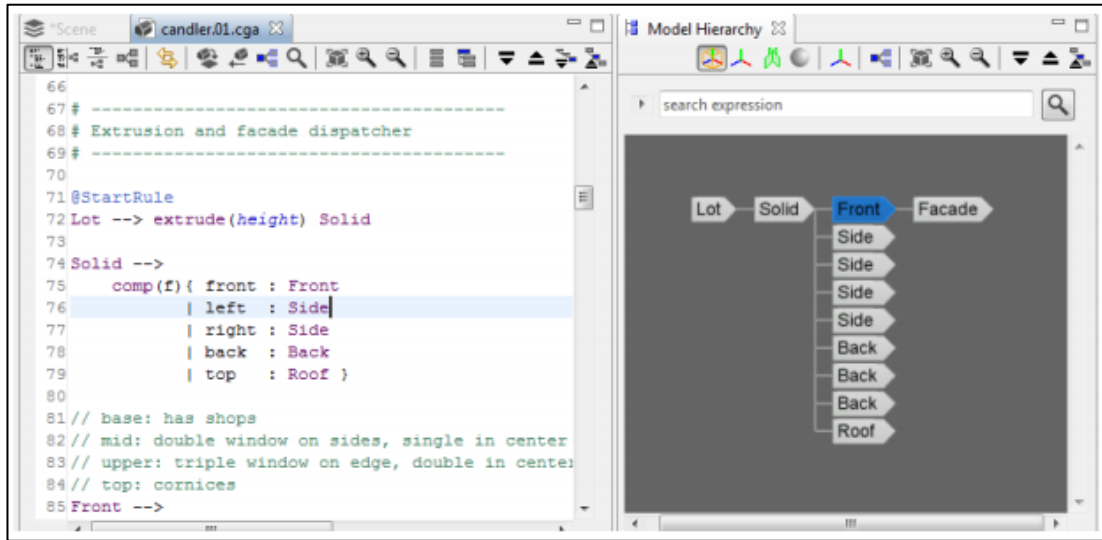 *Scene
candler.01.cga
66
67 # ----------------------------------------
68 # Extrusion and facade dispatcher
69 # ----------------------------------------
70
71 @StartRule
72 Lot --> extrude(height) Solid
73
74 Solid -->
75 comp(f){ front : Front
76 | left : Side
77 | right : Side
78 | back : Back
79 | top : Roof }
80
81 // base: has shops
82 // mid: double window on sides, single in center
83 // upper: triple window on edge, double in center
84 // top: cornices
85 Front -->
Model Hierarchy
search expression
Lot Solid Front Facade
Side
Side
Side
Side
Back
Back
Back
Roof